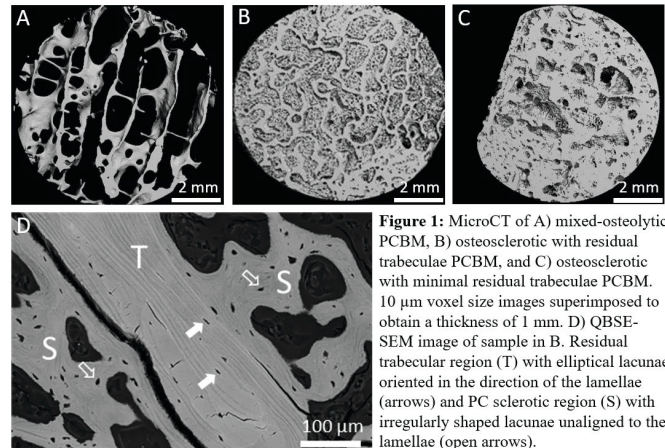 A
B
C
2 mm
2 mm
2 mm
D
T
S
S
100 µm
Figure 1: MicroCT of A) mixed-osteolytic
PCBM, B) osteosclerotic with residual
trabeculae PCBM, and C) osteosclerotic
with minimal residual trabeculae PCBM.
10 µm voxel size images superimposed to
obtain a thickness of 1 mm. D) QBSE-
SEM image of sample in B. Residual
trabecular region (T) with elliptical lacunae
oriented in the direction of the lamellae
(arrows) and PC sclerotic region (S) with
irregularly shaped lacunae unaligned to the
lamellae (open arrows).